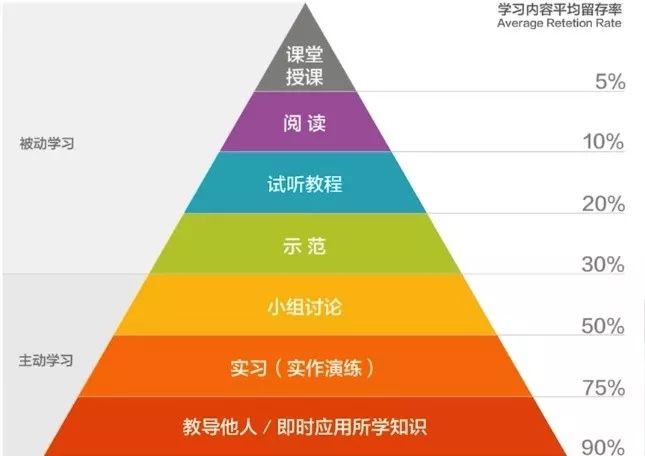 学习内容平均留存率
Average Retetion Rate
课堂
授课
5%
阅读
10%
被动学习
试听教程
20%
示范
30%
小组讨论
50%
主动学习
实习（实作演练）
75%
教导他人 / 即时应用所学知识
90%